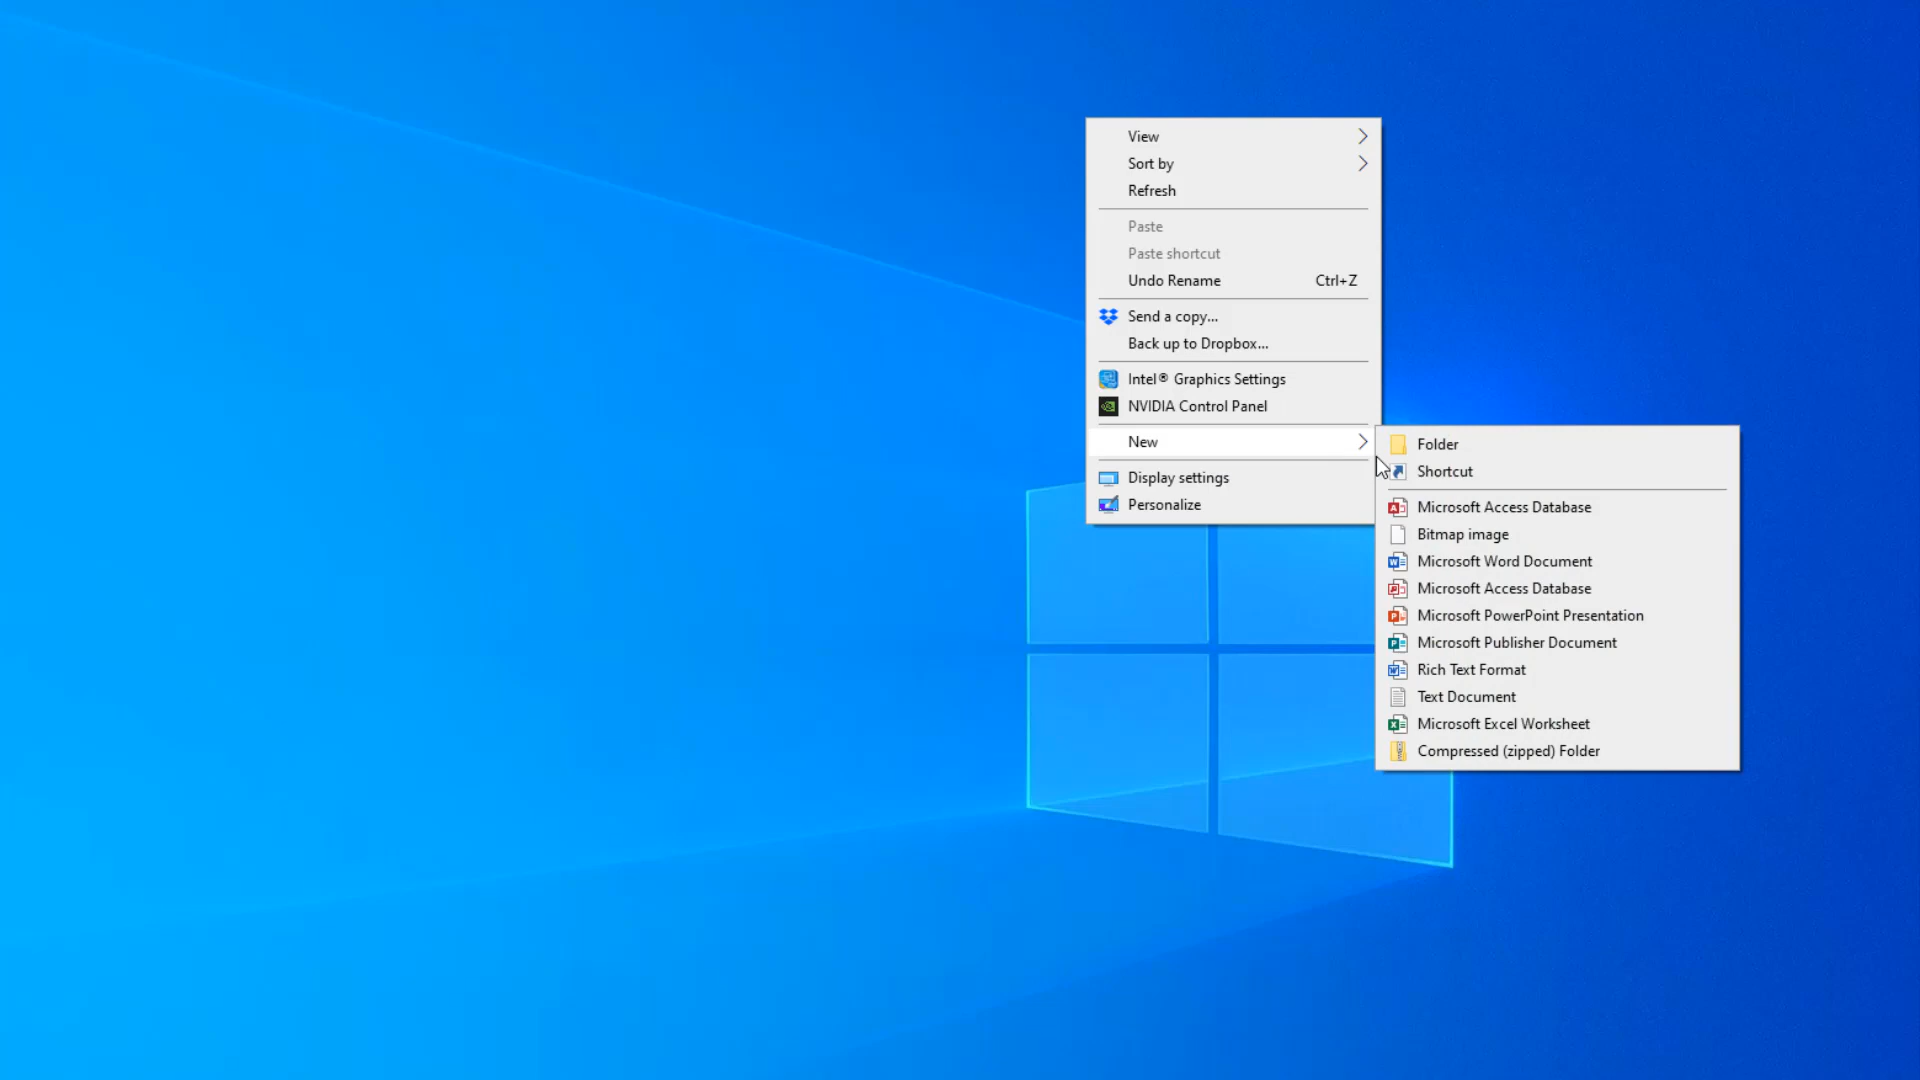 View
Sort by
Refresh
Paste
Paste shortcut
Undo Rename Ctrl+Z
Send a copy...
Back up to Dropbox...
Intel® Graphics Settings
NVIDIA Control Panel
New
Display settings
Personalize
Folder
Shortcut
Microsoft Access Database
Bitmap image
Microsoft Word Document
Microsoft Access Database
Microsoft PowerPoint Presentation
Microsoft Publisher Document
Rich Text Format
Text Document
Microsoft Excel Worksheet
Compressed (zipped) Folder